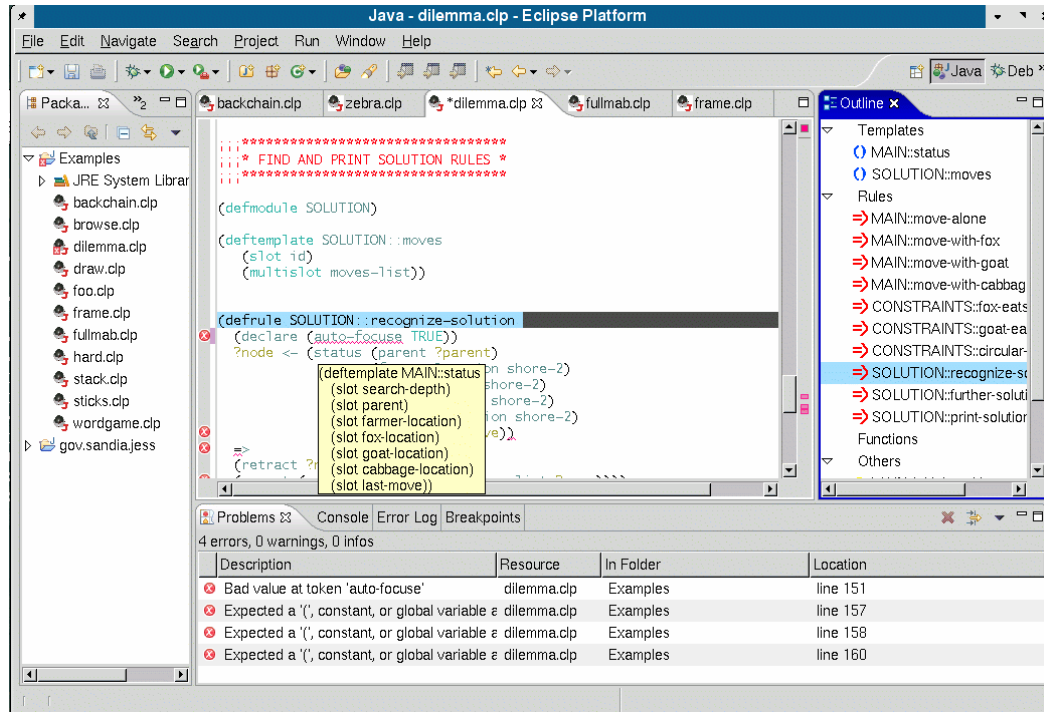 Java - dilemma.clp - Eclipse Platform
File Edit Navigate Search Project Run Window Help
Java Deb
Packa... 2
Examples
JRE System Librar
backchain.clp
browse.clp
dilemma.clp
draw.clp
foo.clp
frame.clp
fullmab.clp
hard.clp
stack.clp
sticks.clp
wordgame.clp
gov.sandia.jess
backchain.clp zebra.clp *dilemma.clp fullmab.clp frame.clp
;;;*********************************
;;;* FIND AND PRINT SOLUTION RULES *
;;;*********************************
(defmodule SOLUTION)
(deftemplate SOLUTION::moves
(slot id)
(multislot moves-list))
(defrule SOLUTION::recognize-solution
(declare (auto-focuse TRUE))
?node <- (status (parent ?parent)
on shore-2)
shore-2)
shore-2)
ion shore-2)
ve))
=>
(retract ?
(deftemplate MAIN::status
(slot search-depth)
(slot parent)
(slot farmer-location)
(slot fox-location)
(slot goat-location)
(slot cabbage-location)
(slot last-move))
Outline
Templates
() MAIN::status
() SOLUTION::moves
Rules
=> MAIN::move-alone
=> MAIN::move-with-fox
=> MAIN::move-with-goat
=> MAIN::move-with-cabbag
=> CONSTRAINTS::fox-eats
=> CONSTRAINTS::goat-ea
=> CONSTRAINTS::circular-
=> SOLUTION::recognize-so
=> SOLUTION::further-soluti
=> SOLUTION::print-solution
Functions
Others
Problems Console Error Log Breakpoints
4 errors, 0 warnings, 0 infos
Description Resource In Folder Location
Bad value at token 'auto-focuse' dilemma.clp Examples line 151
Expected a '(', constant, or global variable a dilemma.clp Examples line 157
Expected a '(', constant, or global variable a dilemma.clp Examples line 158
Expected a '(', constant, or global variable a dilemma.clp Examples line 160